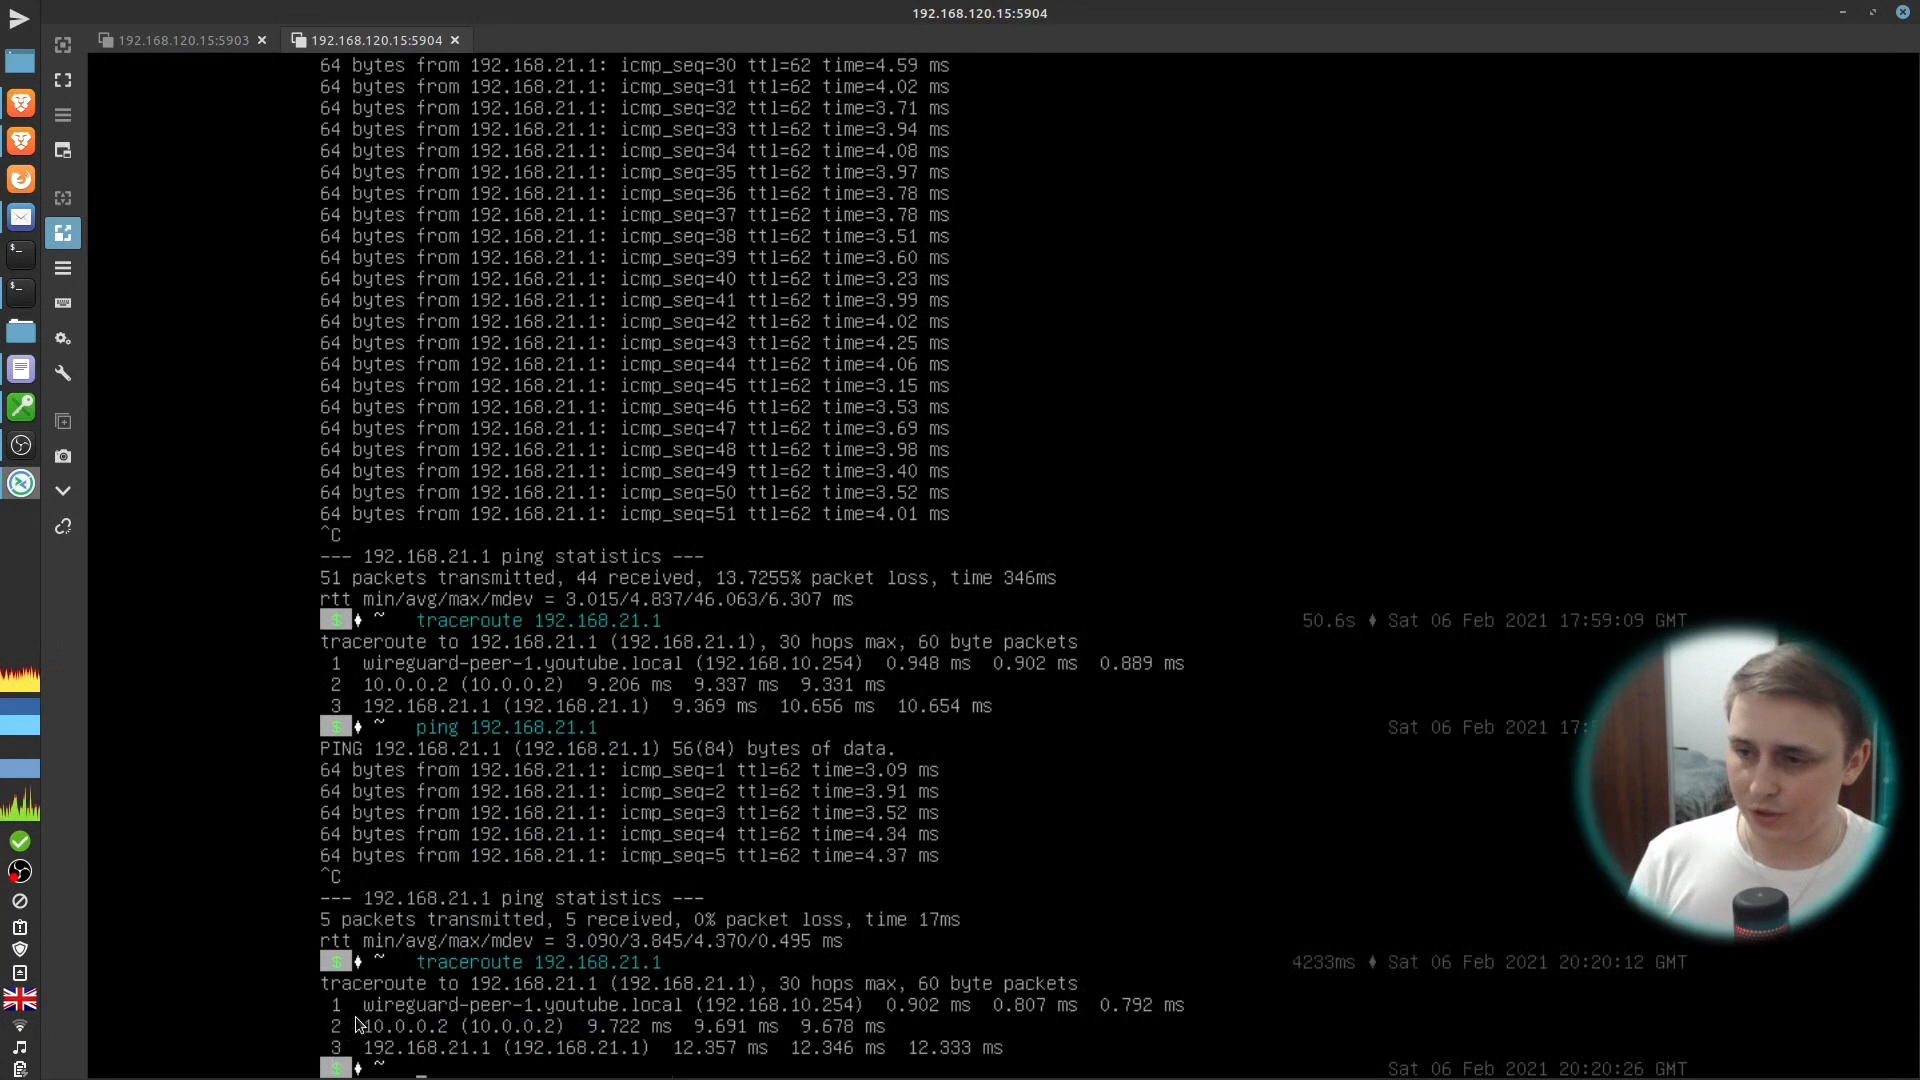 192.168.120.15:5904
192.168.120.15:5903
192.168.120.15:5904
64 bytes from 192.168.21.1: icmp_seq=30 ttl=62 time=4.59 ms
64 bytes from 192.168.21.1: icmp_seq=31 ttl=62 time=4.02 ms
64 bytes from 192.168.21.1: icmp_seq=32 ttl=62 time=3.71 ms
64 bytes from 192.168.21.1: icmp_seq=33 ttl=62 time=3.94 ms
64 bytes from 192.168.21.1: icmp_seq=34 ttl=62 time=4.08 ms
64 bytes from 192.168.21.1: icmp_seq=35 ttl=62 time=3.97 ms
64 bytes from 192.168.21.1: icmp_seq=36 ttl=62 time=3.78 ms
64 bytes from 192.168.21.1: icmp_seq=37 ttl=62 time=3.78 ms
64 bytes from 192.168.21.1: icmp_seq=38 ttl=62 time=3.51 ms
64 bytes from 192.168.21.1: icmp_seq=39 ttl=62 time=3.60 ms
64 bytes from 192.168.21.1: icmp_seq=40 ttl=62 time=3.23 ms
64 bytes from 192.168.21.1: icmp_seq=41 ttl=62 time=3.99 ms
64 bytes from 192.168.21.1: icmp_seq=42 ttl=62 time=4.02 ms
64 bytes from 192.168.21.1: icmp_seq=43 ttl=62 time=4.25 ms
64 bytes from 192.168.21.1: icmp_seq=44 ttl=62 time=4.06 ms
64 bytes from 192.168.21.1: icmp_seq=45 ttl=62 time=3.15 ms
64 bytes from 192.168.21.1: icmp_seq=46 ttl=62 time=3.53 ms
64 bytes from 192.168.21.1: icmp_seq=47 ttl=62 time=3.69 ms
64 bytes from 192.168.21.1: icmp_seq=48 ttl=62 time=3.98 ms
64 bytes from 192.168.21.1: icmp_seq=49 ttl=62 time=3.40 ms
64 bytes from 192.168.21.1: icmp_seq=50 ttl=62 time=3.52 ms
64 bytes from 192.168.21.1: icmp_seq=51 ttl=62 time=4.01 ms
^C
--- 192.168.21.1 ping statistics ---
51 packets transmitted, 44 received, 13.7255% packet loss, time 346ms
rtt min/avg/max/mdev = 3.015/4.837/46.063/6.307 ms
$ ♦ ~ traceroute 192.168.21.1 50.6s ♦ Sat 06 Feb 2021 17:59:09 GMT
traceroute to 192.168.21.1 (192.168.21.1), 30 hops max, 60 byte packets
1 wireguard-peer-1.youtube.local (192.168.10.254) 0.948 ms 0.902 ms 0.889 ms
2 10.0.0.2 (10.0.0.2) 9.206 ms 9.337 ms 9.331 ms
3 192.168.21.1 (192.168.21.1) 9.369 ms 10.656 ms 10.654 ms
$ ♦ ~ ping 192.168.21.1 Sat 06 Feb 2021 17:
PING 192.168.21.1 (192.168.21.1) 56(84) bytes of data.
64 bytes from 192.168.21.1: icmp_seq=1 ttl=62 time=3.09 ms
64 bytes from 192.168.21.1: icmp_seq=2 ttl=62 time=3.91 ms
64 bytes from 192.168.21.1: icmp_seq=3 ttl=62 time=3.52 ms
64 bytes from 192.168.21.1: icmp_seq=4 ttl=62 time=4.34 ms
64 bytes from 192.168.21.1: icmp_seq=5 ttl=62 time=4.37 ms
^C
--- 192.168.21.1 ping statistics ---
5 packets transmitted, 5 received, 0% packet loss, time 17ms
rtt min/avg/max/mdev = 3.090/3.845/4.370/0.495 ms
$ ♦ ~ traceroute 192.168.21.1 4233ms ♦ Sat 06 Feb 2021 20:20:12 GMT
traceroute to 192.168.21.1 (192.168.21.1), 30 hops max, 60 byte packets
1 wireguard-peer-1.youtube.local (192.168.10.254) 0.902 ms 0.807 ms 0.792 ms
2 10.0.0.2 (10.0.0.2) 9.722 ms 9.691 ms 9.678 ms
3 192.168.21.1 (192.168.21.1) 12.357 ms 12.346 ms 12.333 ms
$ ♦ ~ Sat 06 Feb 2021 20:20:26 GMT